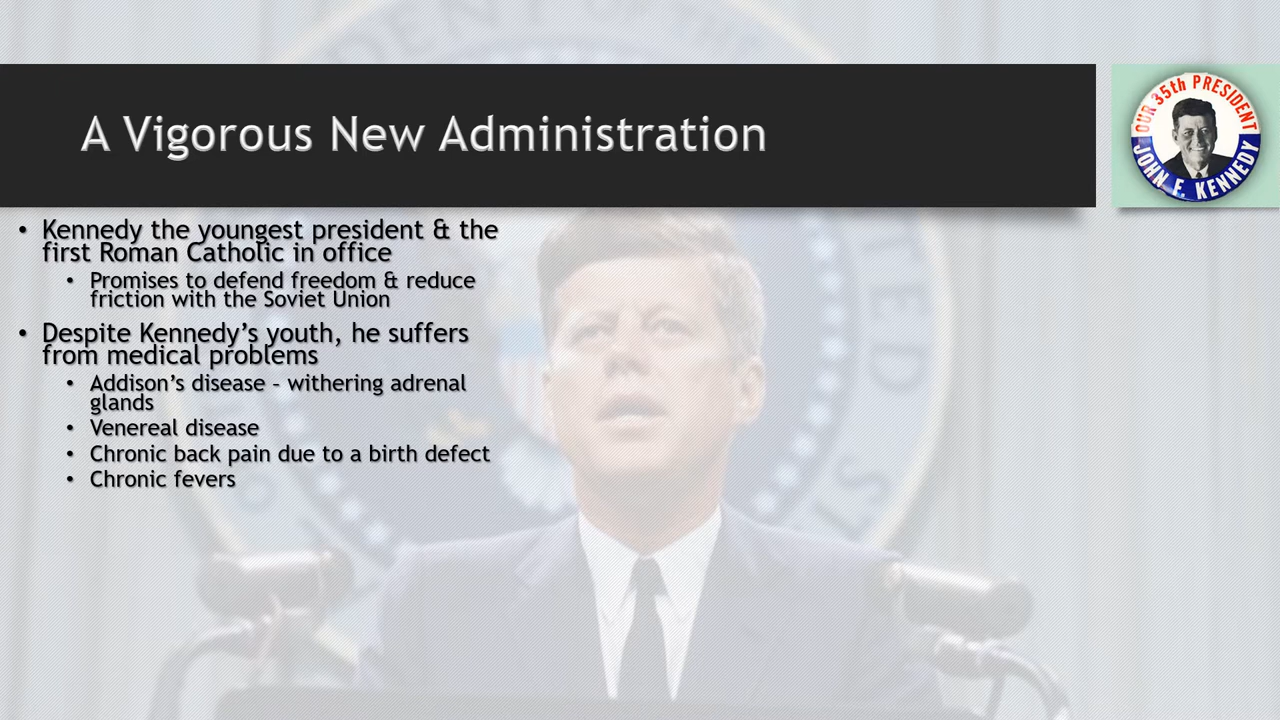 A Vigorous New Administration
OUR 35th PRESIDENT
JOHN F. KENNEDY
• Kennedy the youngest president & the
first Roman Catholic in office
• Promises to defend freedom & reduce
friction with the Soviet Union
• Despite Kennedy’s youth, he suffers
from medical problems
• Addison’s disease – withering adrenal
glands
• Venereal disease
• Chronic back pain due to a birth defect
• Chronic fevers